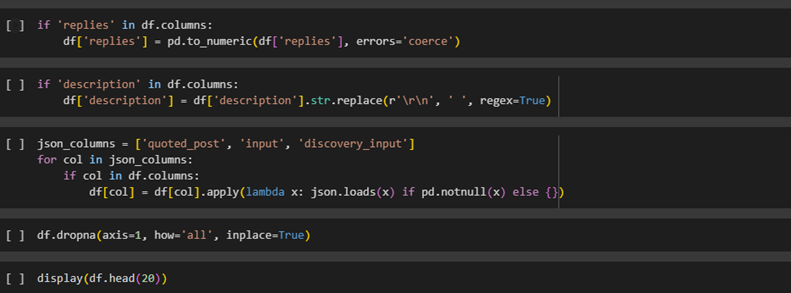 [ ] if 'replies' in df.columns:
        df['replies'] = pd.to_numeric(df['replies'], errors='coerce')
[ ] if 'description' in df.columns:
        df['description'] = df['description'].str.replace(r'\r\n', ' ', regex=True)
[ ] json_columns = ['quoted_post', 'input', 'discovery_input']
    for col in json_columns:
        if col in df.columns:
            df[col] = df[col].apply(lambda x: json.loads(x) if pd.notnull(x) else {})
[ ] df.dropna(axis=1, how='all', inplace=True)
[ ] display(df.head(20))